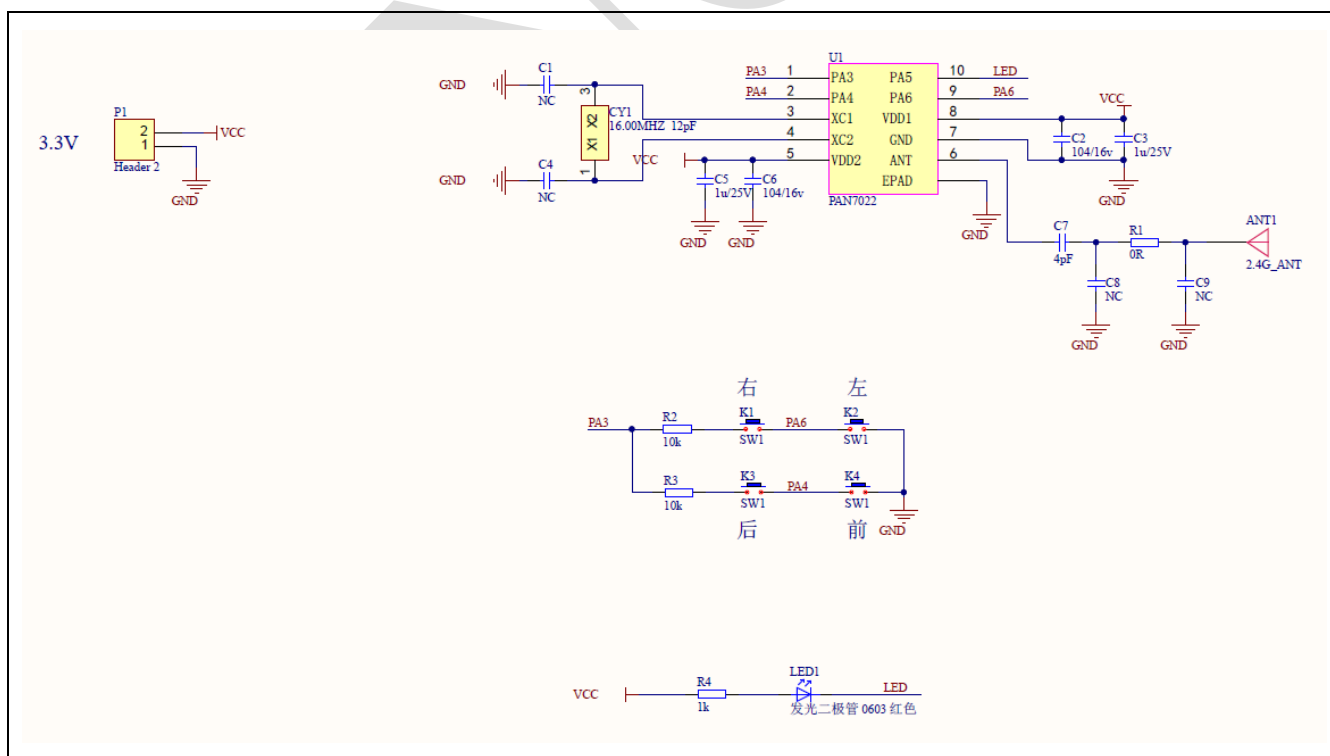 3.3V
P1
2
1
VCC
Header 2
GND
GND
C1
NC
3
X2
X1
1
CY1
16.00MHZ 12pF
GND
C4
NC
VCC
C5
1u/25V
GND
C6
104/16v
GND
U1
PA3 1 PA3 PA5 10 LED
PA4 2 PA4 PA6 9 PA6
3 XC1 VDD1 8
4 XC2 GND 7
5 VDD2 ANT 6
EPAD
PAN7022
GND
VCC
C2
104/16v
C3
1u/25V
GND
C7
4pF
C8
NC
GND
R1
0R
C9
NC
GND
ANT1
2.4G_ANT
右 左
PA3 R2 K1 PA6 K2
10k SW1 SW1
R3 K3 PA4 K4
10k SW1 SW1
后 前 GND
VCC R4 LED1 LED
1k 发光二极管 0603 红色